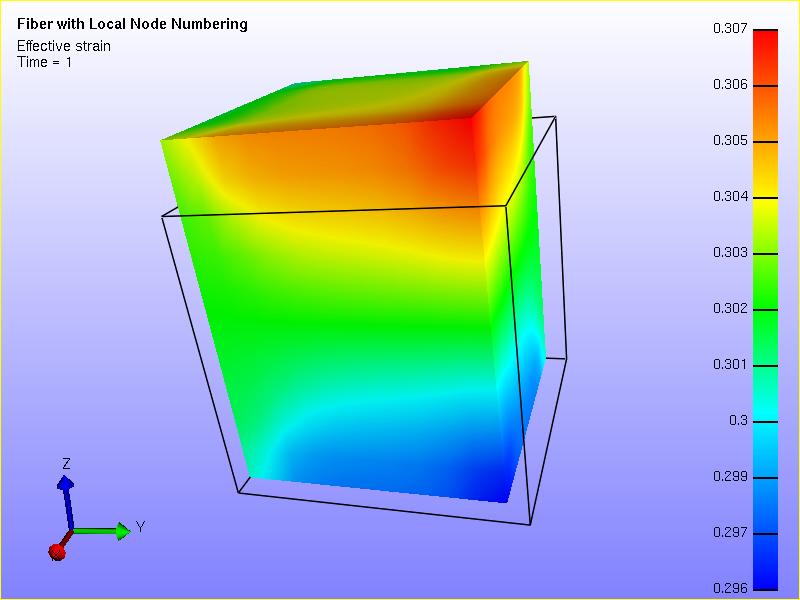 Fiber with Local Node Numbering
Effective strain
Time = 1
0.307
0.306
0.305
0.304
0.303
0.302
0.301
0.3
0.299
0.297
0.296
Z
Y